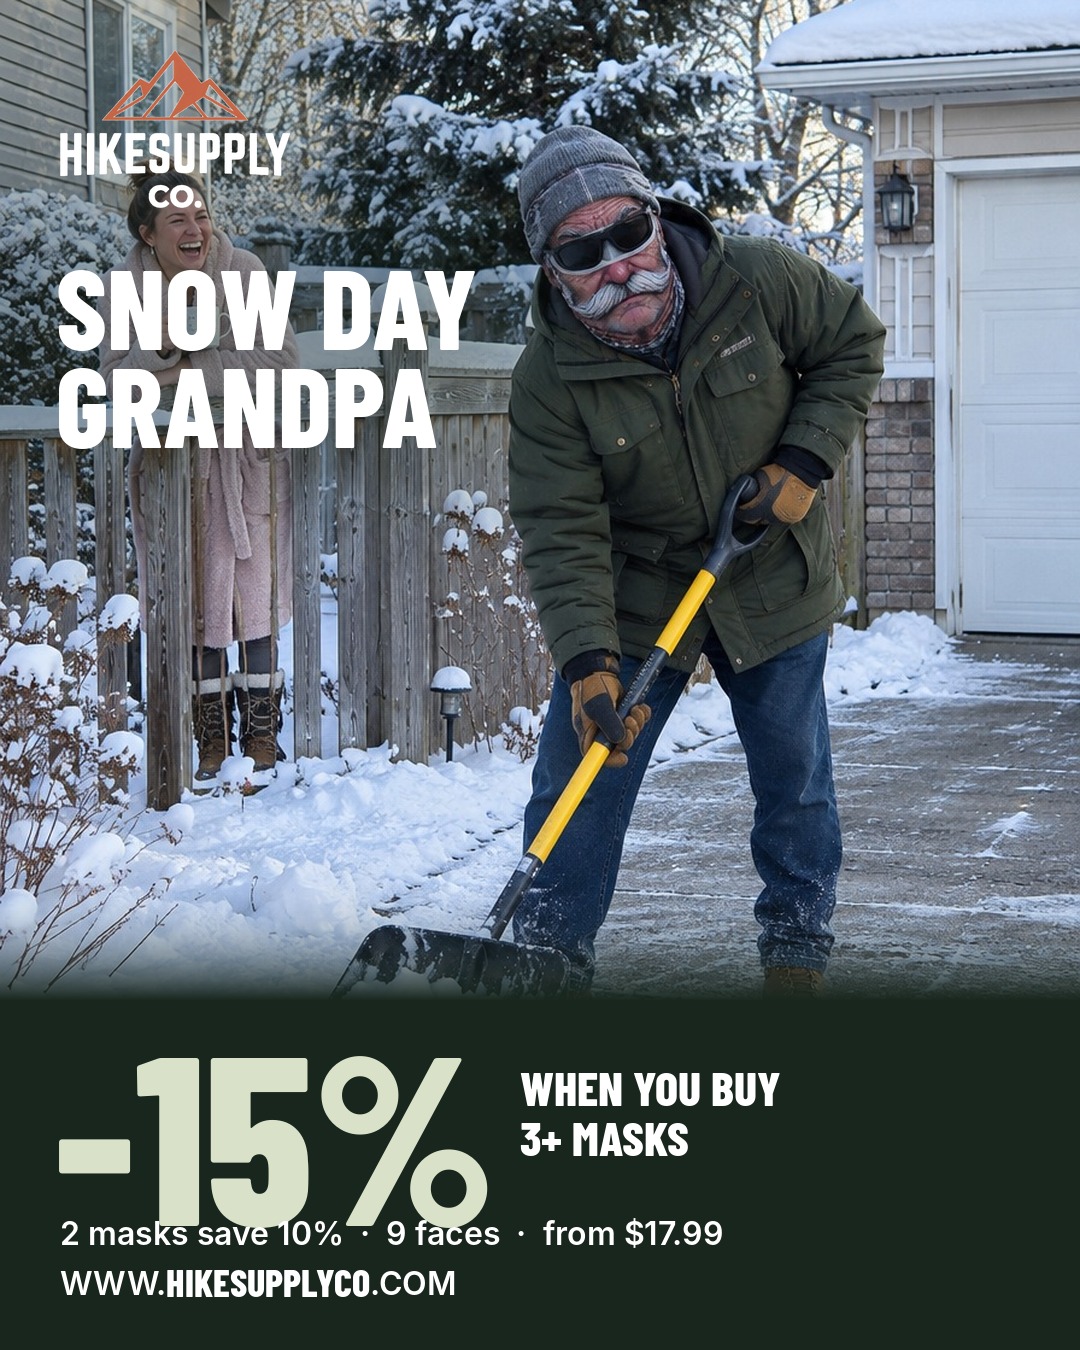 HIKESUPPLY
CO.
SNOW DAY
GRANDPA
-15%
WHEN YOU BUY
3+ MASKS
2 masks save 10% · 9 faces · from $17.99
WWW.HIKESUPPLYCO.COM